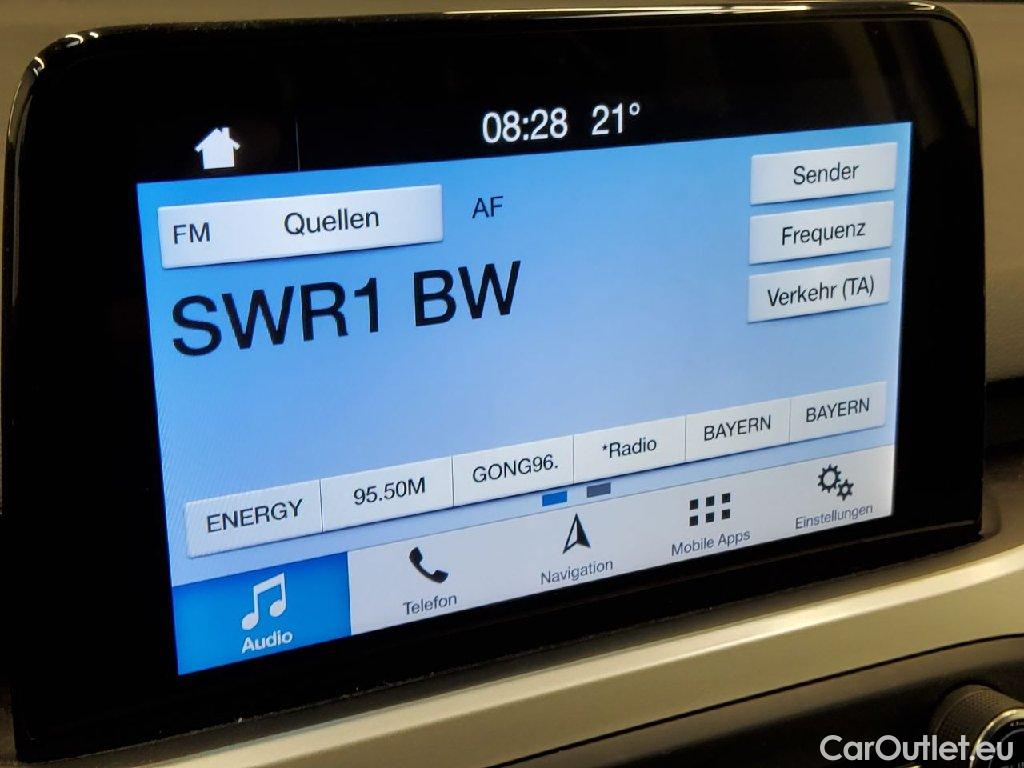 08:28 21°
FM Quellen AF
Sender
Frequenz
Verkehr (TA)
SWR1 BW
ENERGY 95.50M GONG96. *Radio BAYERN BAYERN
Audio Telefon Navigation Mobile Apps Einstellungen
CarOutlet.eu